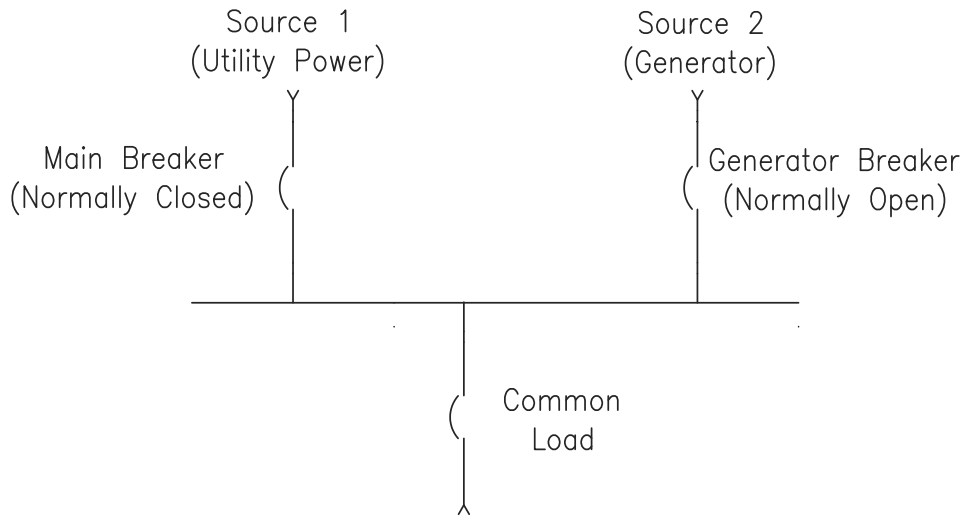 Source 1
(Utility Power)
Source 2
(Generator)
Main Breaker
(Normally Closed)
Generator Breaker
(Normally Open)
Common
Load